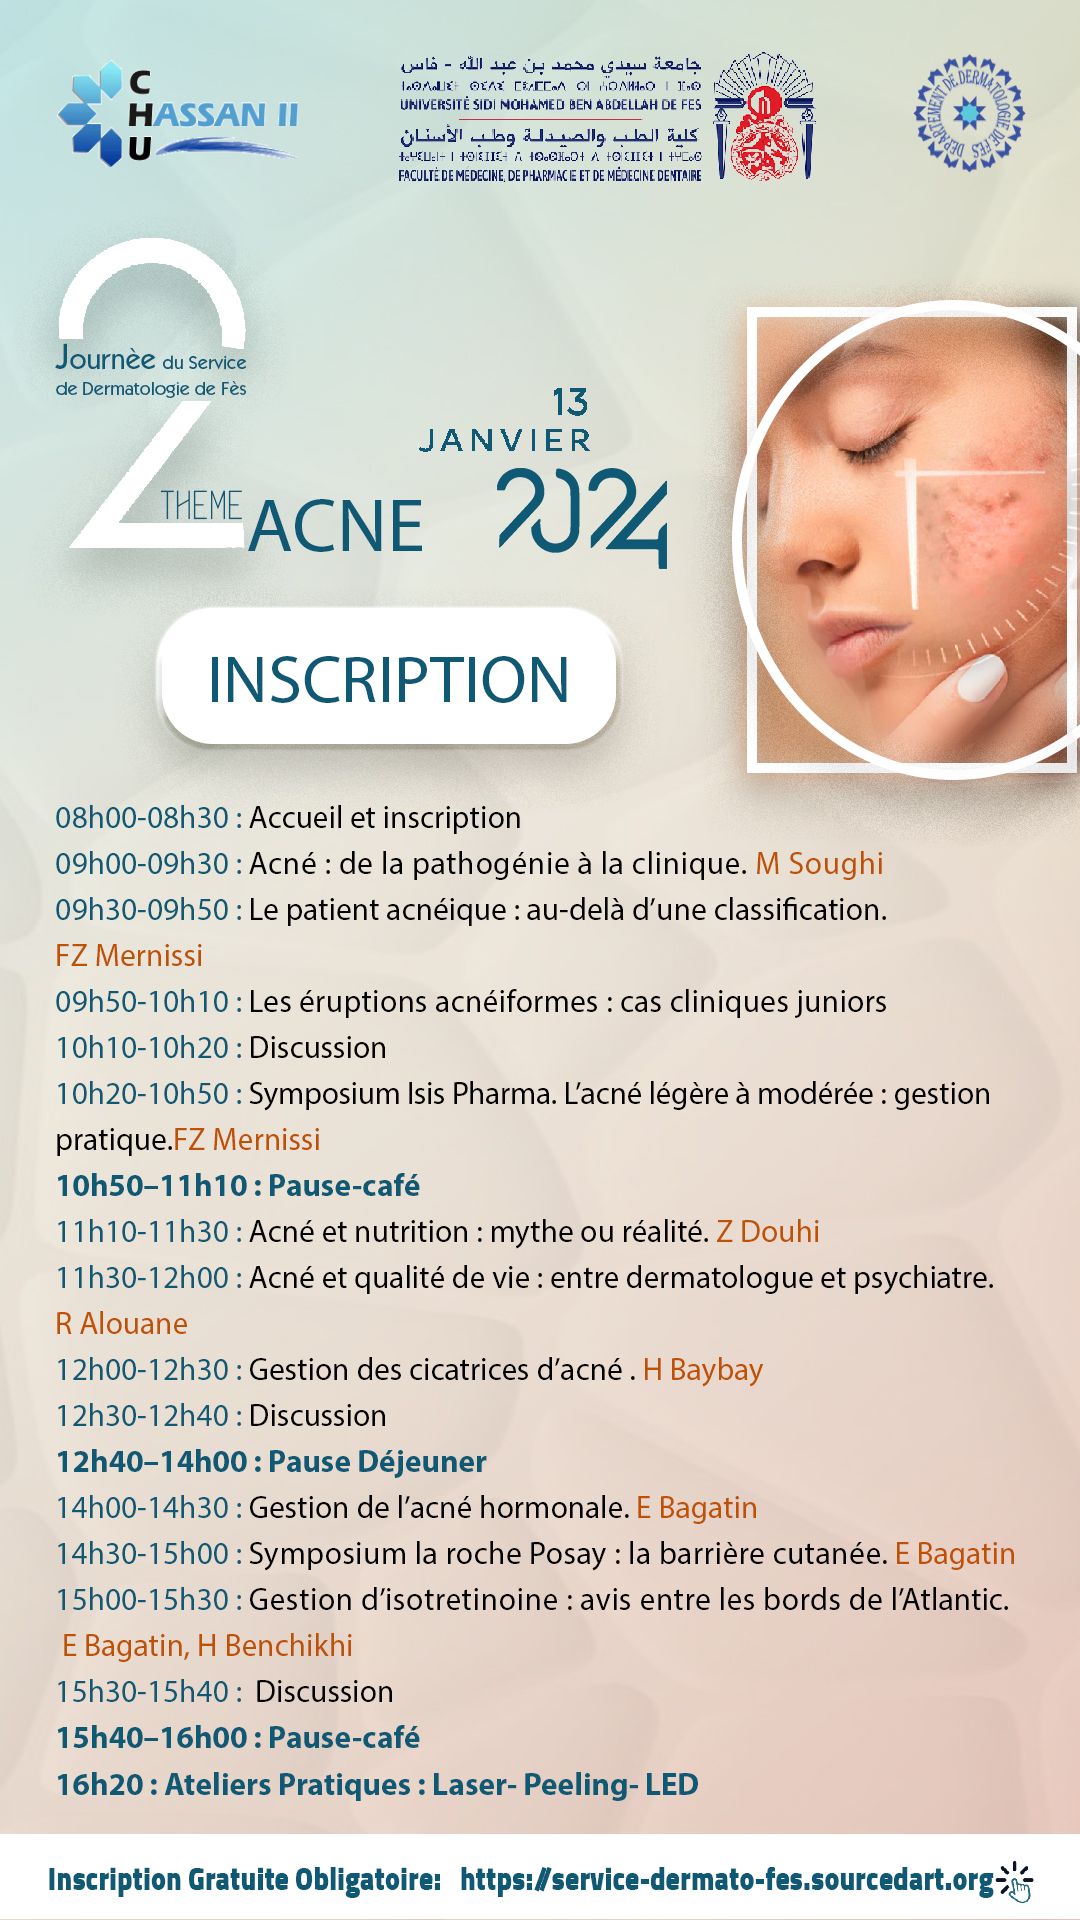 C
HASSAN II
U
جامعة سيدي محمد بن عبد الله - فاس
UNIVERSITÉ SIDI MOHAMED BEN ABDELLAH DE FES
كلية الطب والصيدلة وطب الأسنان
FACULTÉ DE MEDECINE, DE PHARMACIE ET DE MÉDECINE DENTAIRE
DÉPARTEMENT DE DERMATOLOGIE DE FÈS
2
Journèe du Service
de Dermatologie de Fès
THEME ACNE
13
JANVIER
2024
INSCRIPTION
08h00-08h30 : Accueil et inscription
09h00-09h30 : Acné : de la pathogénie à la clinique. M Soughi
09h30-09h50 : Le patient acnéique : au-delà d’une classification.
FZ Mernissi
09h50-10h10 : Les éruptions acnéiformes : cas cliniques juniors
10h10-10h20 : Discussion
10h20-10h50 : Symposium Isis Pharma. L’acné légère à modérée : gestion
pratique.FZ Mernissi
10h50–11h10 : Pause-café
11h10-11h30 : Acné et nutrition : mythe ou réalité. Z Douhi
11h30-12h00 : Acné et qualité de vie : entre dermatologue et psychiatre.
R Alouane
12h00-12h30 : Gestion des cicatrices d’acné . H Baybay
12h30-12h40 : Discussion
12h40–14h00 : Pause Déjeuner
14h00-14h30 : Gestion de l’acné hormonale. E Bagatin
14h30-15h00 : Symposium la roche Posay : la barrière cutanée. E Bagatin
15h00-15h30 : Gestion d’isotretinoine : avis entre les bords de l’Atlantic.
E Bagatin, H Benchikhi
15h30-15h40 : Discussion
15h40–16h00 : Pause-café
16h20 : Ateliers Pratiques : Laser- Peeling- LED
Inscription Gratuite Obligatoire: https://service-dermato-fes.sourcedart.org